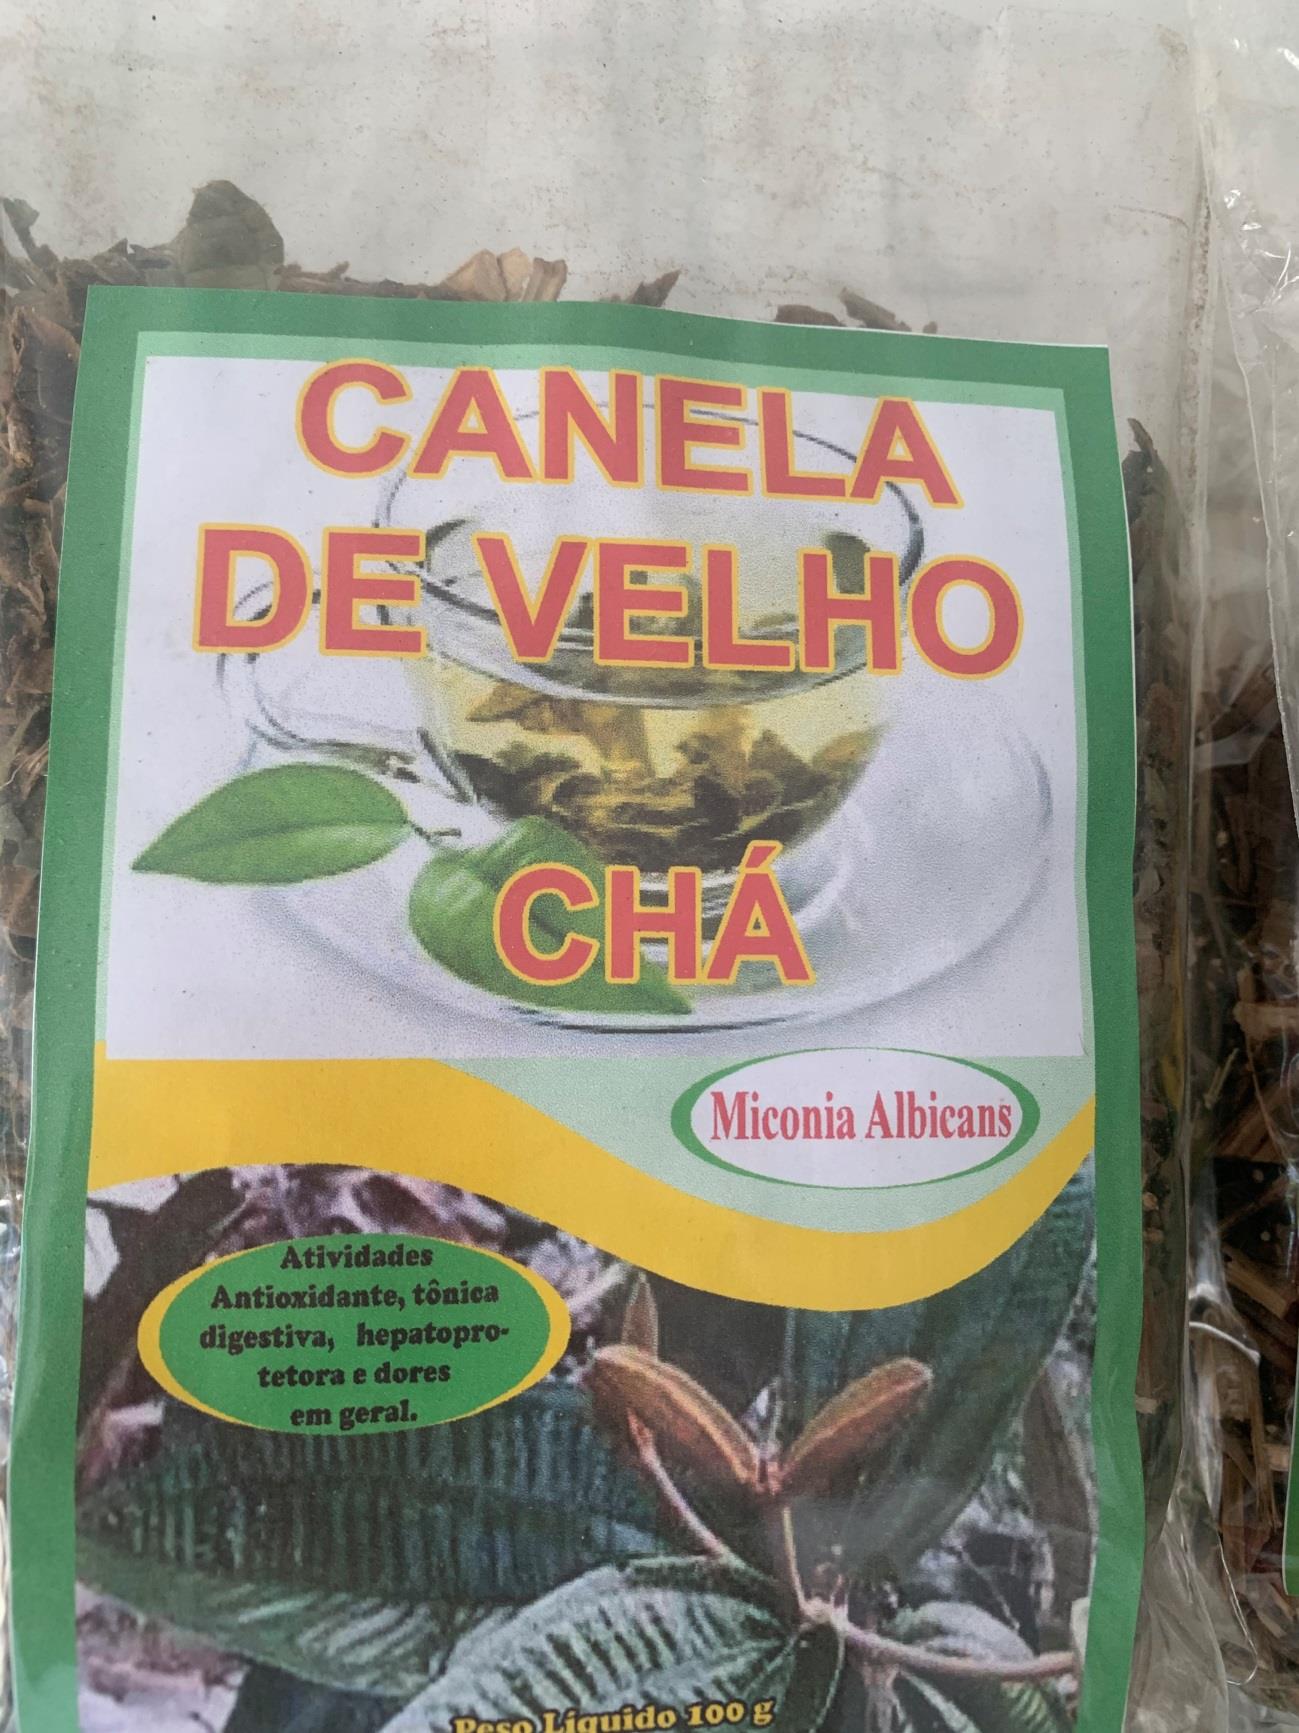 CANELA
DE VELHO
CHÁ
Miconia Albicans
Atividades
Antioxidante, tônica
digestiva, hepatopro-
tetora e dores
em geral.
Peso Líquido 100 g